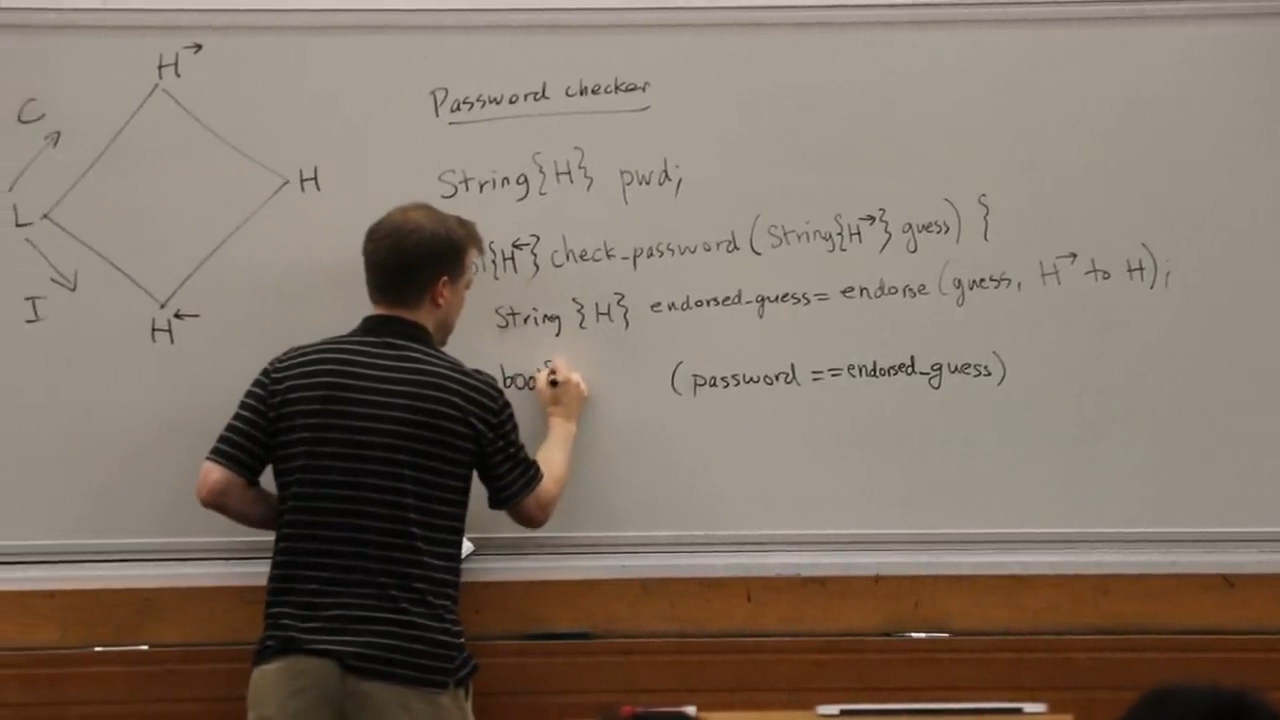 H→
C
H
L
I
H←
Password checker
String{H} pwd;
{H←} check_password (String{H→} guess) {
String {H} endorsed_guess= endorse (guess, H→ to H);
(password ==endorsed_guess)